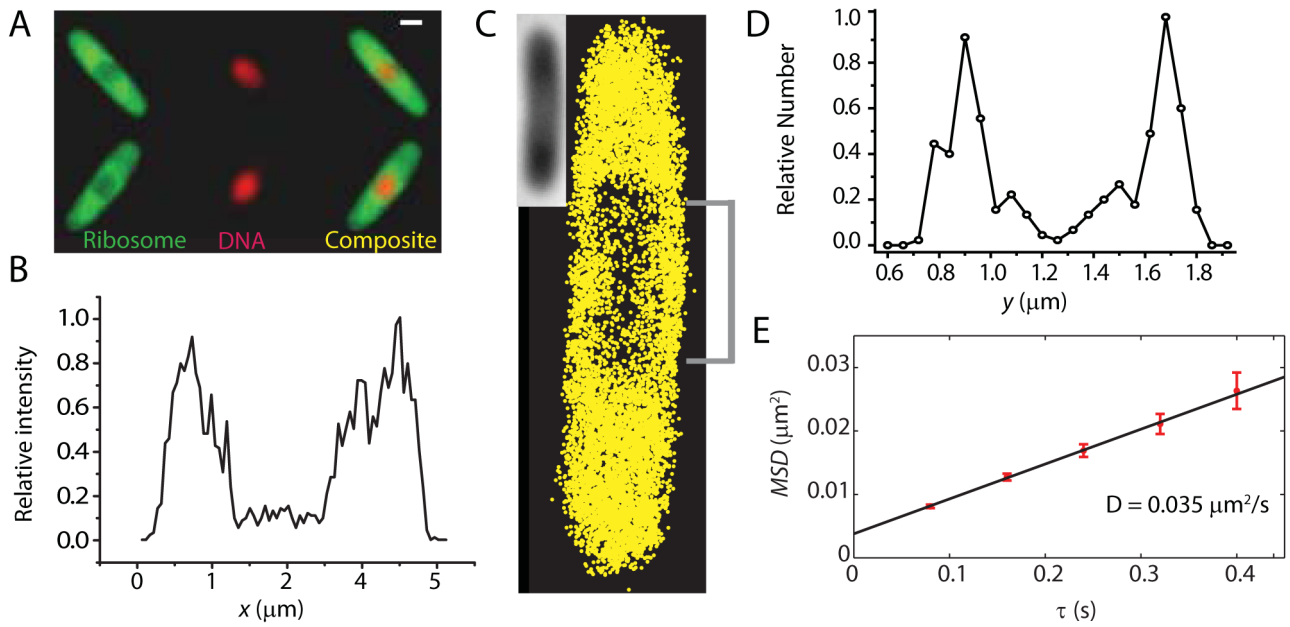 A
Ribosome DNA Composite
B
Relative intensity
1.0
0.8
0.6
0.4
0.2
0.0
0 1 2 4 5
x (μm)
C
D
Relative Number
1.0
0.8
0.6
0.4
0.2
0.0
0.6 0.8 1.0 1.2 1.4 1.6 1.8
y (μm)
E
MSD (μm²)
0.03
0.02
0.01
0
D = 0.035 μm²/s
0 0.1 0.2 0.3 0.4
τ (s)